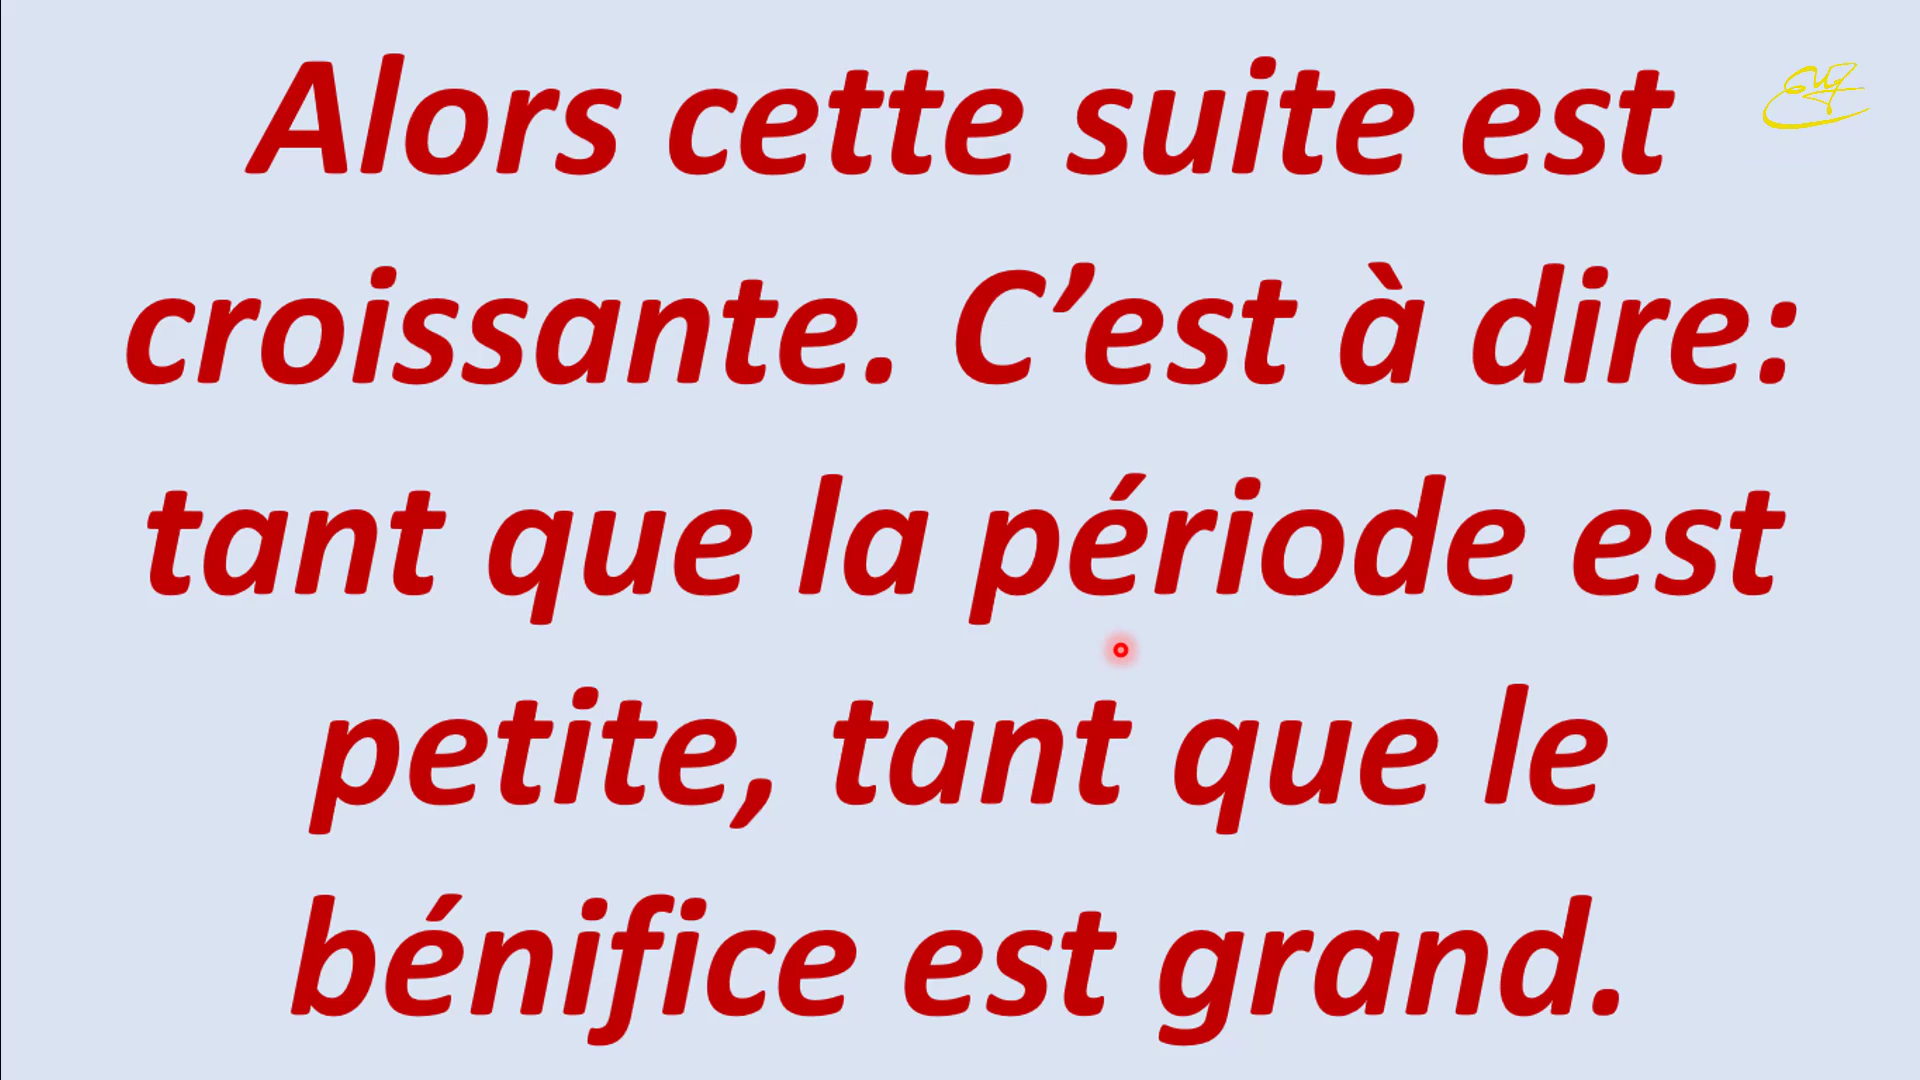 Alors cette suite est
croissante. C’est à dire:
tant que la période est
petite, tant que le
bénifice est grand.